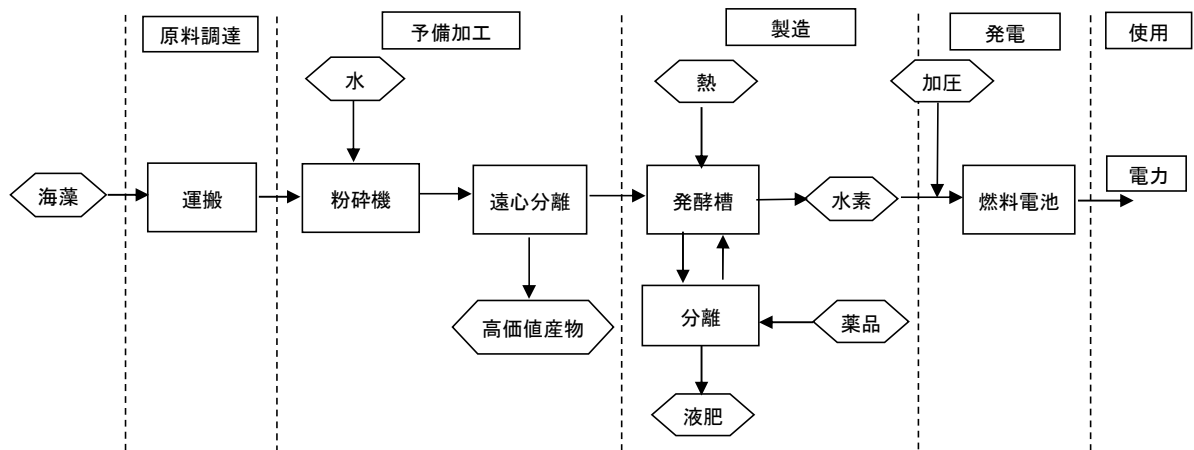 原料調達
予備加工
製造
発電
使用
水
熱
加圧
海藻
運搬
粉砕機
遠心分離
発酵槽
水素
燃料電池
電力
高価値産物
分離
薬品
液肥